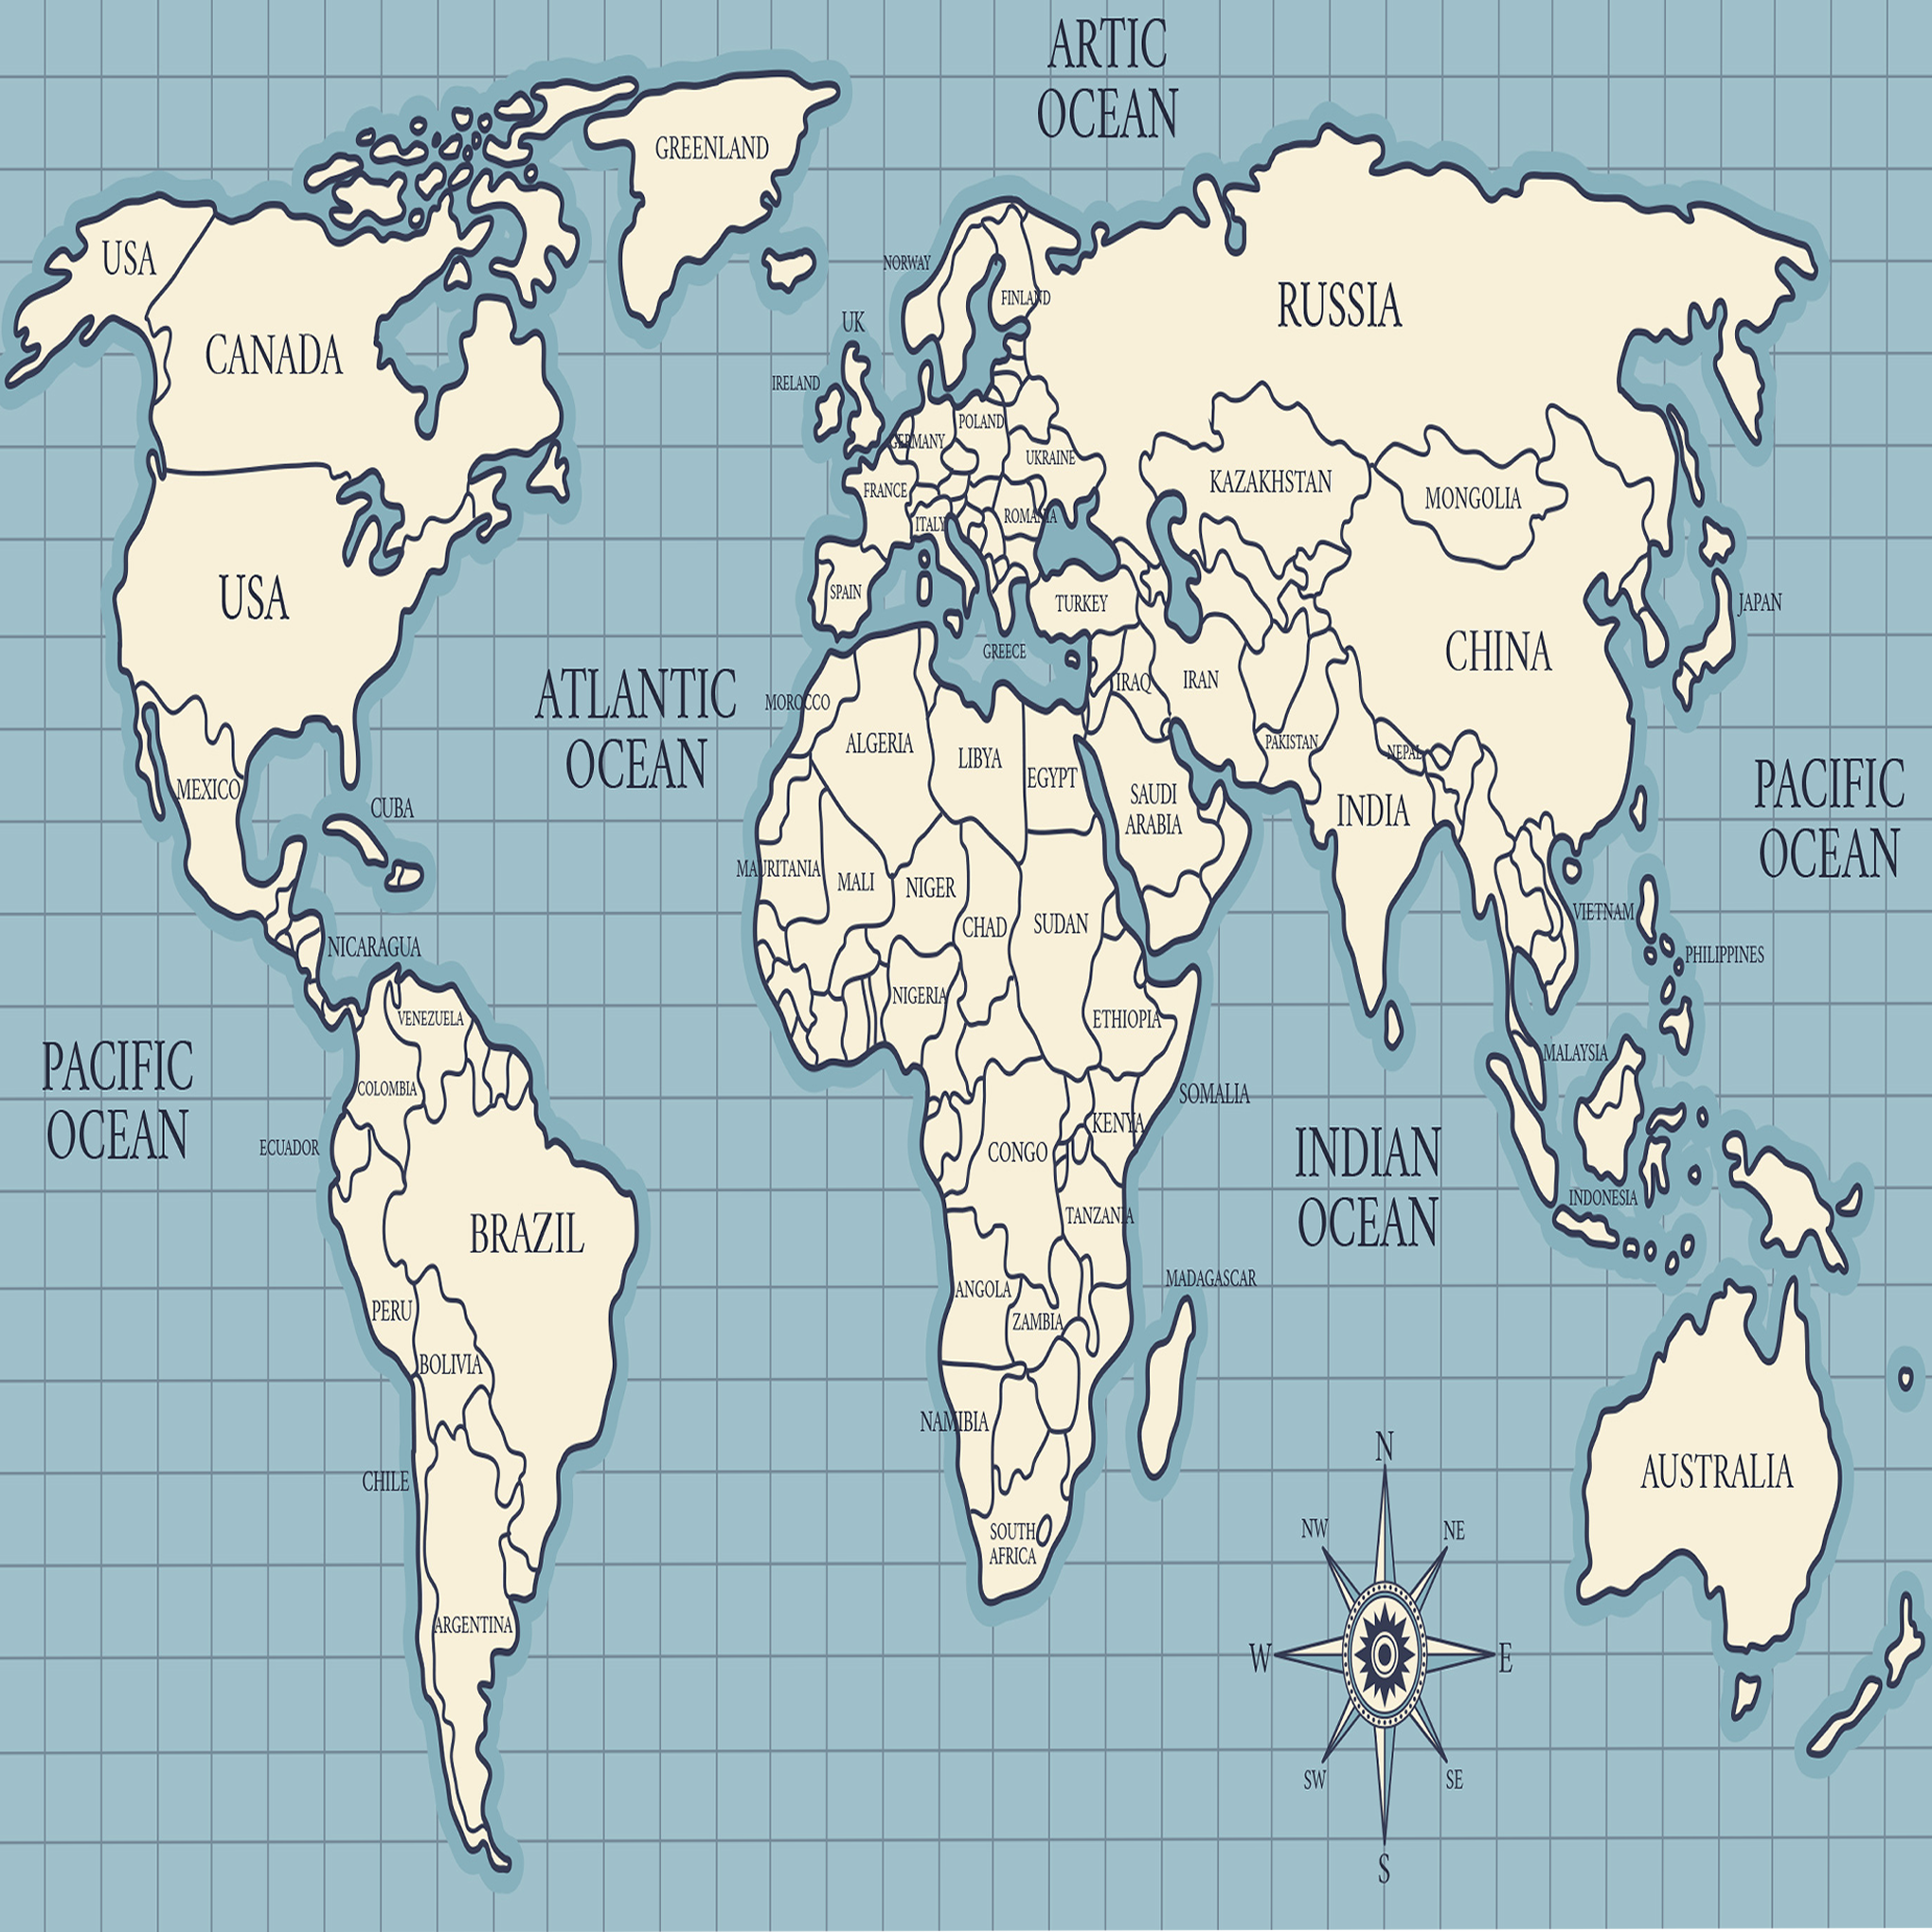 ARTIC
OCEAN
GREENLAND
USA
CANADA
NORWAY
FINLAND
RUSSIA
UK
IRELAND
POLAND
GERMANY
UKRAINE
FRANCE
KAZAKHSTAN
MONGOLIA
ITALY
ROMANIA
USA
SPAIN
TURKEY
JAPAN
GREECE
CHINA
ATLANTIC
OCEAN
MOROCCO
IRAQ
IRAN
ALGERIA
LIBYA
EGYPT
PAKISTAN
NEPAL
MEXICO
CUBA
SAUDI
ARABIA
INDIA
PACIFIC
OCEAN
MAURITANIA
MALI
NIGER
CHAD
SUDAN
VIETNAM
NICARAGUA
PHILIPPINES
NIGERIA
VENEZUELA
ETHIOPIA
MALAYSIA
PACIFIC
OCEAN
COLOMBIA
SOMALIA
KENYA
ECUADOR
CONGO
INDIAN
OCEAN
INDONESIA
BRAZIL
TANZANIA
MADAGASCAR
ANGOLA
PERU
ZAMBIA
BOLIVIA
NAMIBIA
CHILE
AUSTRALIA
SOUTH
AFRICA
ARGENTINA
N
NW
NE
W
E
SW
SE
S